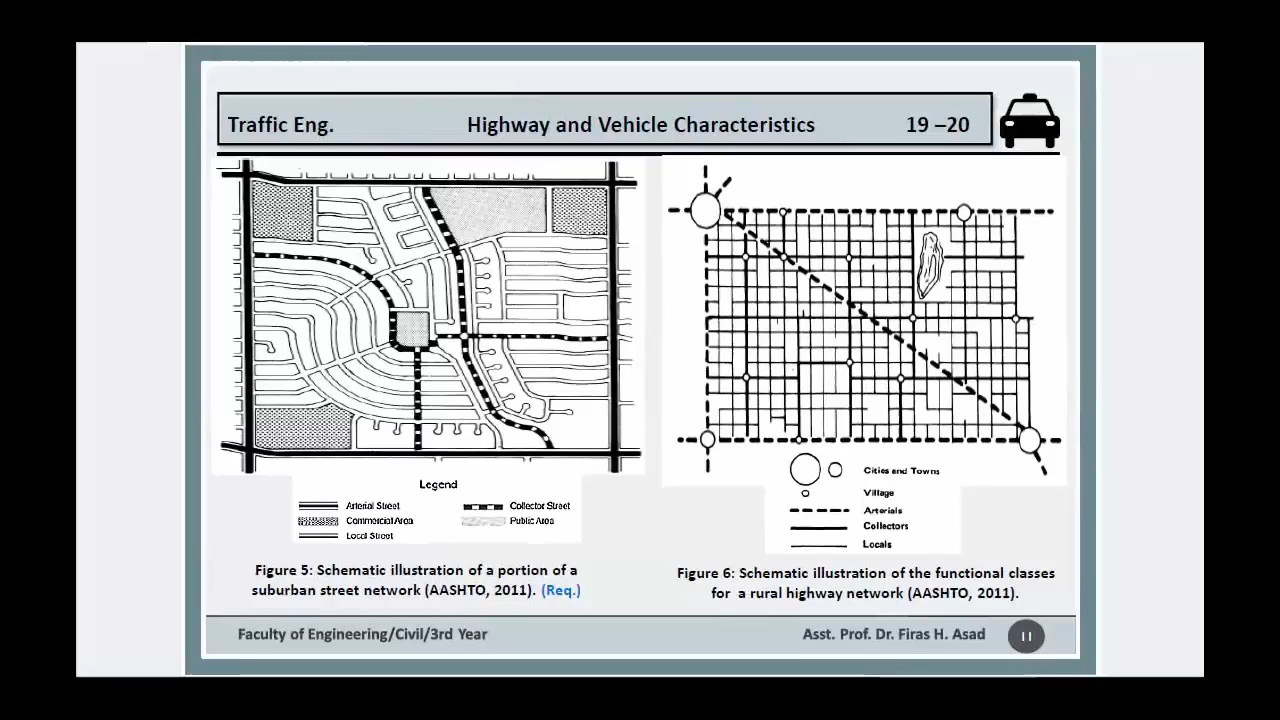 Traffic Eng. Highway and Vehicle Characteristics 19 –20
Legend
Arterial Street
Collector Street
Commercial Area
Public Area
Local Street
Figure 5: Schematic illustration of a portion of a
suburban street network (AASHTO, 2011). (Req.)
Cities and Towns
Village
Arterials
Collectors
Locals
Figure 6: Schematic illustration of the functional classes
for a rural highway network (AASHTO, 2011).
Faculty of Engineering/Civil/3rd Year
Asst. Prof. Dr. Firas H. Asad
11